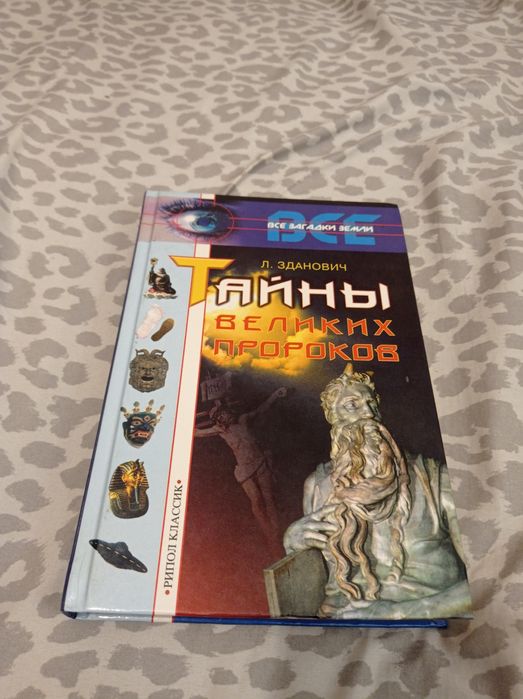 ВСЕ
ВСЕ ЗАГАДКИ ЗЕМЛИ
Л. ЗДАНОВИЧ
ТАЙНЫ
ВЕЛИКИХ
ПРОРОКОВ
•РИПОЛ КЛАССИК•